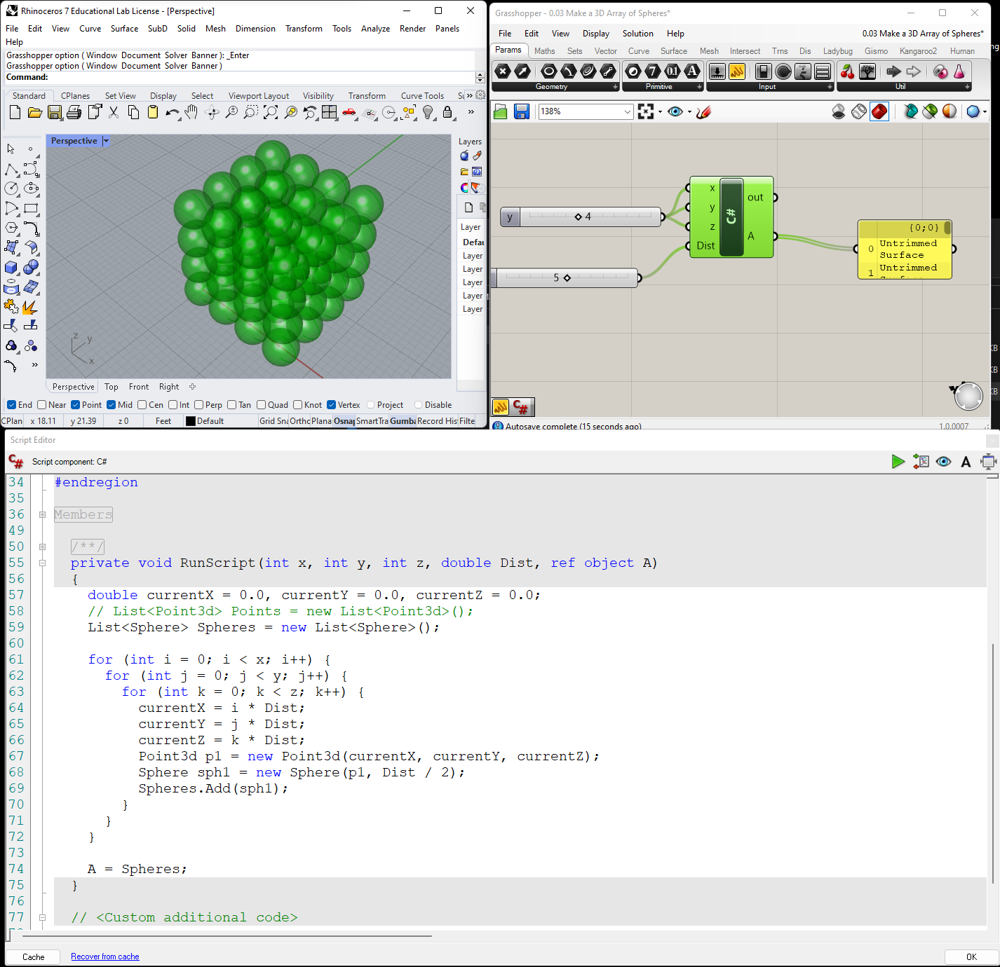 Rhinoceros 7 Educational Lab License - [Perspective]
File Edit View Curve Surface SubD Solid Mesh Dimension Transform Tools Analyze Render Panels
Help
Grasshopper option ( Window Document Solver Banner ): _Enter
Grasshopper option ( Window Document Solver Banner )
Command:
Standard CPlanes Set View Display Select Viewport Layout Visibility Transform Curve Tools
Perspective
Layers
Layer
Layer
Layer
Layer
Layer
Layer
z
y
x
Perspective Top Front Right
End Near Point Mid Cen Int Perp Tan Quad Knot Vertex Project Disable
CPlan x 18.11 y 21.39 z 0 Feet Default Grid Sna Ortho Plana Osnap SmartTra Gumba Record His Filte
Grasshopper - 0.03 Make a 3D Array of Spheres*
File Edit View Display Solution Help 0.03 Make a 3D Array of Spheres*
Params Maths Sets Vector Curve Surface Mesh Intersect Trns Dis Ladybug Gismo Kangaroo2 Human
Geometry Primitive Input Util
138%
y 4
5
x
y
z
Dist
C#
out
A
{0;0}
0 Untrimmed
Surface
1 Untrimmed
Autosave complete (15 seconds ago) 1.0.0007
Script Editor
Script component: C#
34 #endregion
35
36 Members
49
50 /**/
55 private void RunScript(int x, int y, int z, double Dist, ref object A)
56 {
57 double currentX = 0.0, currentY = 0.0, currentZ = 0.0;
58 // List<Point3d> Points = new List<Point3d>();
59 List<Sphere> Spheres = new List<Sphere>();
60
61 for (int i = 0; i < x; i++) {
62 for (int j = 0; j < y; j++) {
63 for (int k = 0; k < z; k++) {
64 currentX = i * Dist;
65 currentY = j * Dist;
66 currentZ = k * Dist;
67 Point3d p1 = new Point3d(currentX, currentY, currentZ);
68 Sphere sph1 = new Sphere(p1, Dist / 2);
69 Spheres.Add(sph1);
70 }
71 }
72 }
73
74 A = Spheres;
75 }
76
77 // <Custom additional code>
Cache Recover from cache OK